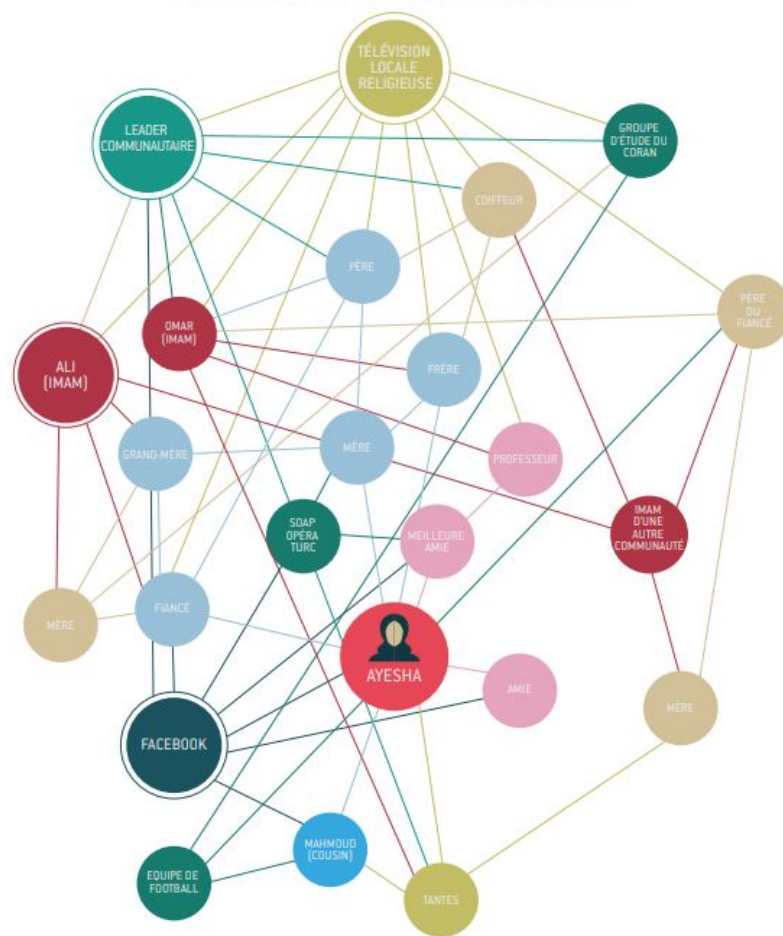 TÉLÉVISION
LOCALE
RELIGIEUSE
LEADER
COMMUNAUTAIRE
GROUPE
D'ÉTUDE DU
CORAN
COIFFEUR
PÈRE
PÈRE
DU
FIANCÉ
OMAR
(IMAM)
ALI
(IMAM)
FRÈRE
GRAND-MÈRE
MÈRE
PROFESSEUR
SOAP
OPÉRA
TURC
MEILLEURE
AMIE
IMAM
D'UNE
AUTRE
COMMUNAUTÉ
MÈRE
FIANCÉ
AYESHA
AMIE
MÈRE
FACEBOOK
MAHMOUD
(COUSIN)
EQUIPE DE
FOOTBALL
TANTES